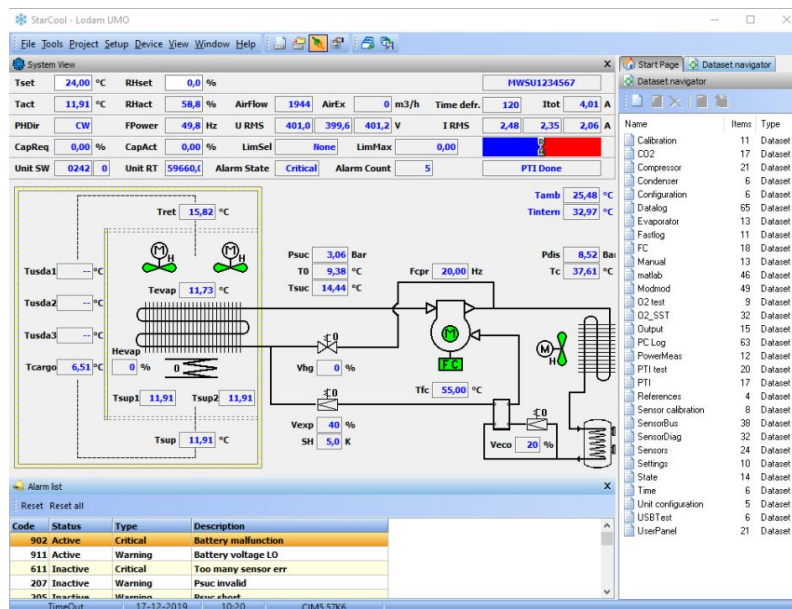 StarCool - Lodam UMO
File Tools Project Setup Device View Window Help
System View
Tset 24,00 °C RHset 0,0 % MWSU1234567
Tact 11,91 °C RHact 58,8 % AirFlow 1944 AirEx 0 m3/h Time defr. 120 Itot 4,01 A
PHDir CW FPower 49,8 Hz U RMS 401,0 399,6 401,2 V I RMS 2,48 2,35 2,06 A
CapReq 0,00 % CapAct 0,00 % LimSel None LimMax 0,00
Unit SW 0242 0 Unit RT 59660,( Alarm State Critical Alarm Count 5 PTI Done
Tamb 25,48 °C
Tintern 32,97 °C
Tret 15,82 °C
M H M H
Psuc 3,06 Bar
T0 9,38 °C
Tsuc 14,44 °C
Fcpr 20,00 Hz
Pdis 8,52 Bar
Tc 37,61 °C
Tusda1 -- °C
Tevap 11,73 °C
Tusda2 -- °C
Tusda3 -- °C
M
FC
M H
Hevap
0 %
0
Tcargo 6,51 °C
0
Vhg 0 %
Tsup1 11,91 Tsup2 11,91
Tfc 55,00 °C
0
Tsup 11,91 °C
Vexp 40 %
SH 5,0 K
0
Veco 20 %
Alarm list
Reset Reset all
Code Status Type Description
902 Active Critical Battery malfunction
911 Active Warning Battery voltage LO
611 Inactive Critical Too many sensor err
207 Inactive Warning Psuc invalid
205 Inactive Warning Psuc short
TimeOut 17-12-2019 10:20 CIM5 57K6
Start Page Dataset navigator
Dataset navigator
Name Items Type
Calibration 11 Dataset
CO2 17 Dataset
Compressor 21 Dataset
Condenser 6 Dataset
Configuration 6 Dataset
Datalog 65 Dataset
Evaporator 13 Dataset
Fastlog 11 Dataset
FC 18 Dataset
Manual 13 Dataset
matlab 46 Dataset
Modmod 49 Dataset
O2 test 9 Dataset
O2_SST 32 Dataset
Output 15 Dataset
PC Log 63 Dataset
PowerMeas 12 Dataset
PTI test 20 Dataset
PTI 17 Dataset
References 4 Dataset
Sensor calibration 8 Dataset
SensorBus 38 Dataset
SensorDiag 32 Dataset
Sensors 24 Dataset
Settings 10 Dataset
State 14 Dataset
Time 6 Dataset
Unit configuration 5 Dataset
USBTest 6 Dataset
UserPanel 21 Dataset